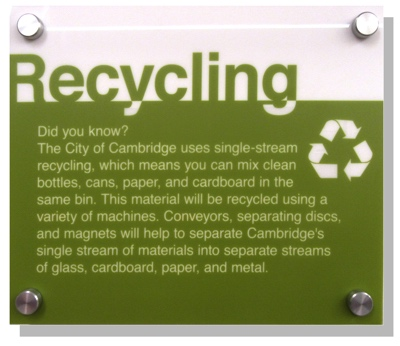 Recycling
Did you know?
The City of Cambridge uses single-stream
recycling, which means you can mix clean
bottles, cans, paper, and cardboard in the
same bin. This material will be recycled using a
variety of machines. Conveyors, separating discs,
and magnets will help to separate Cambridge's
single stream of materials into separate streams
of glass, cardboard, paper, and metal.